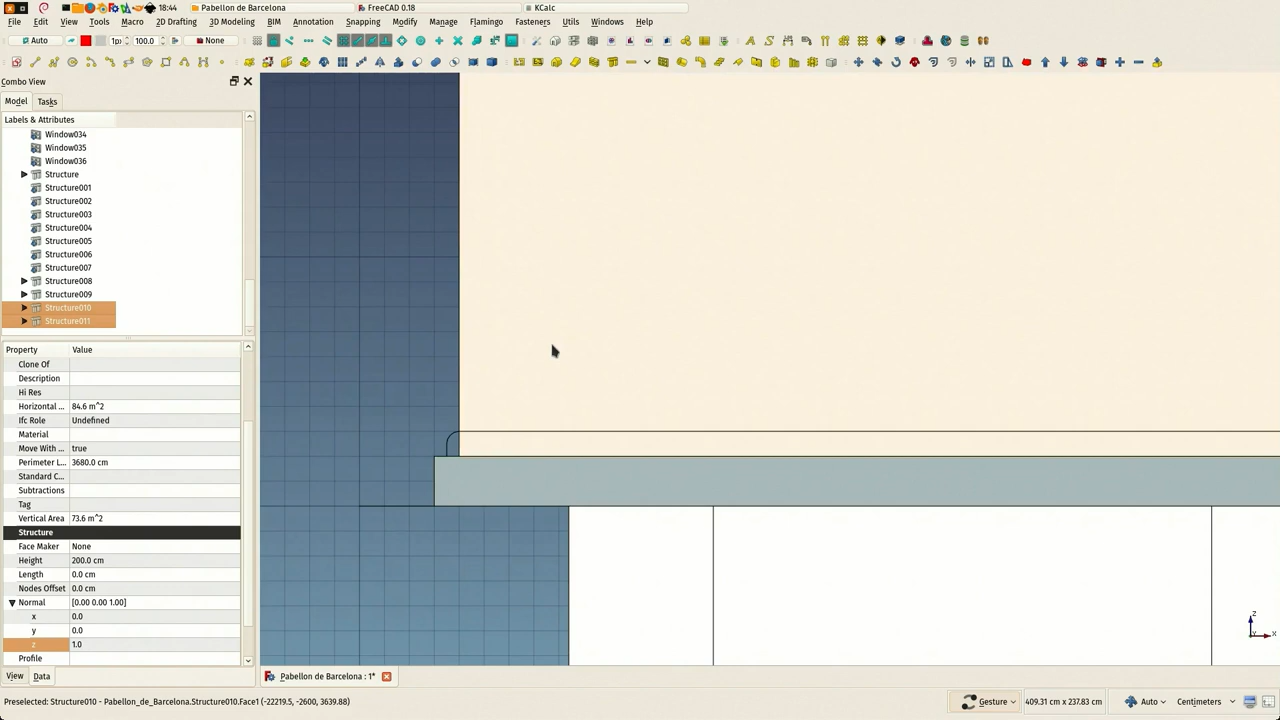 18:44
Pabellon de Barcelona
FreeCAD 0.18
KCalc
File Edit View Tools Macro 2D Drafting 3D Modeling BIM Annotation Snapping Modify Manage Flamingo Fasteners Utils Windows Help
Auto 1px 100.0 None
Combo View
Model Tasks
Labels & Attributes
Window034
Window035
Window036
Structure
Structure001
Structure002
Structure003
Structure004
Structure005
Structure006
Structure007
Structure008
Structure009
Structure010
Structure011
Property Value
Clone Of
Description
Hi Res
Horizontal ... 84.6 m^2
Ifc Role Undefined
Material
Move With ... true
Perimeter L... 3680.0 cm
Standard C...
Subtractions
Tag
Vertical Area 73.6 m^2
Structure
Face Maker None
Height 200.0 cm
Length 0.0 cm
Nodes Offset 0.0 cm
Normal [0.00 0.00 1.00]
x 0.0
y 0.0
z 1.0
Profile
View Data
Pabellon de Barcelona : 1*
z
Y
x
Preselected: Structure010 - Pabellon_de_Barcelona.Structure010.Face1 (-22219.5, -2600, 3639.88)
Gesture 409.31 cm x 237.83 cm Auto Centimeters